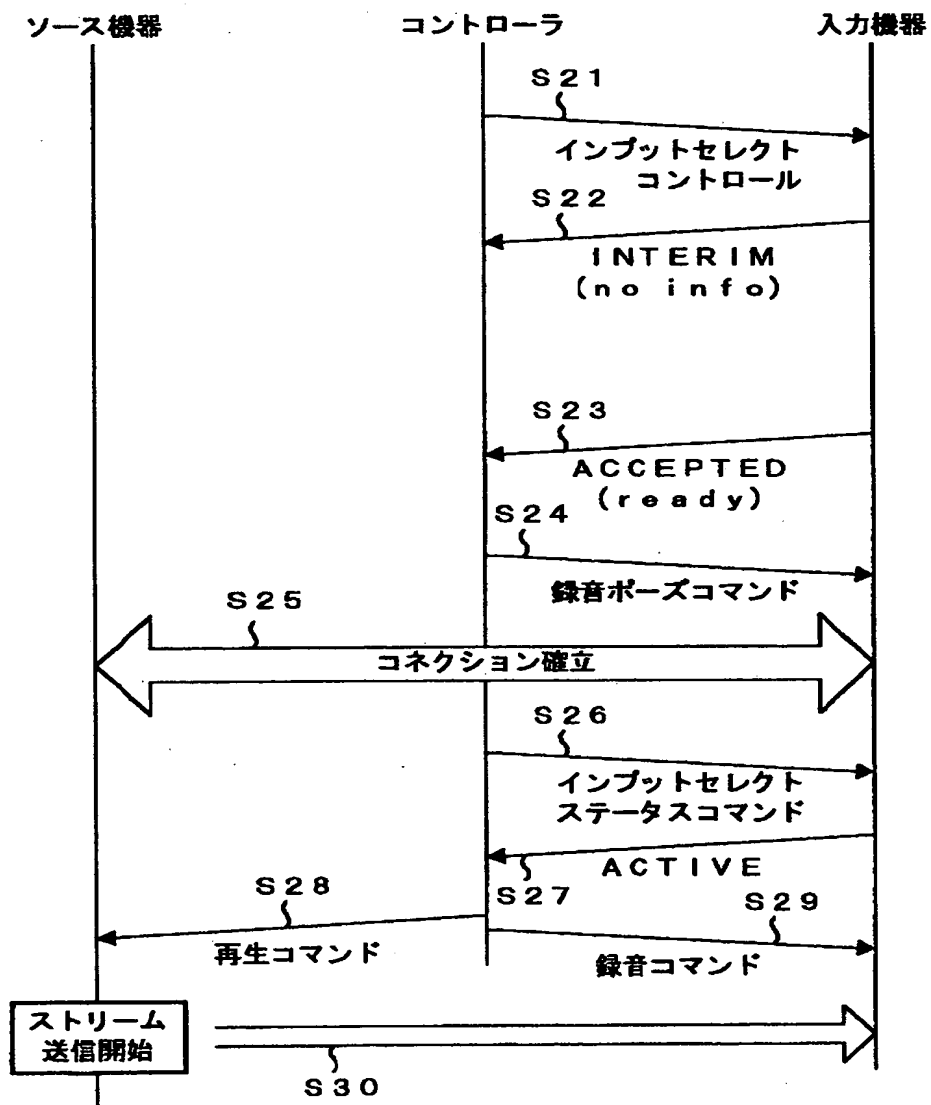 ソース機器
コントローラ
入力機器
S21
インプットセレクト
コントロール
S22
INTERIM
(no info)
S23
ACCEPTED
(ready)
S24
録音ポーズコマンド
S25
コネクション確立
S26
インプットセレクト
ステータスコマンド
ACTIVE
S27
S28
再生コマンド
S29
録音コマンド
ストリーム
送信開始
S30